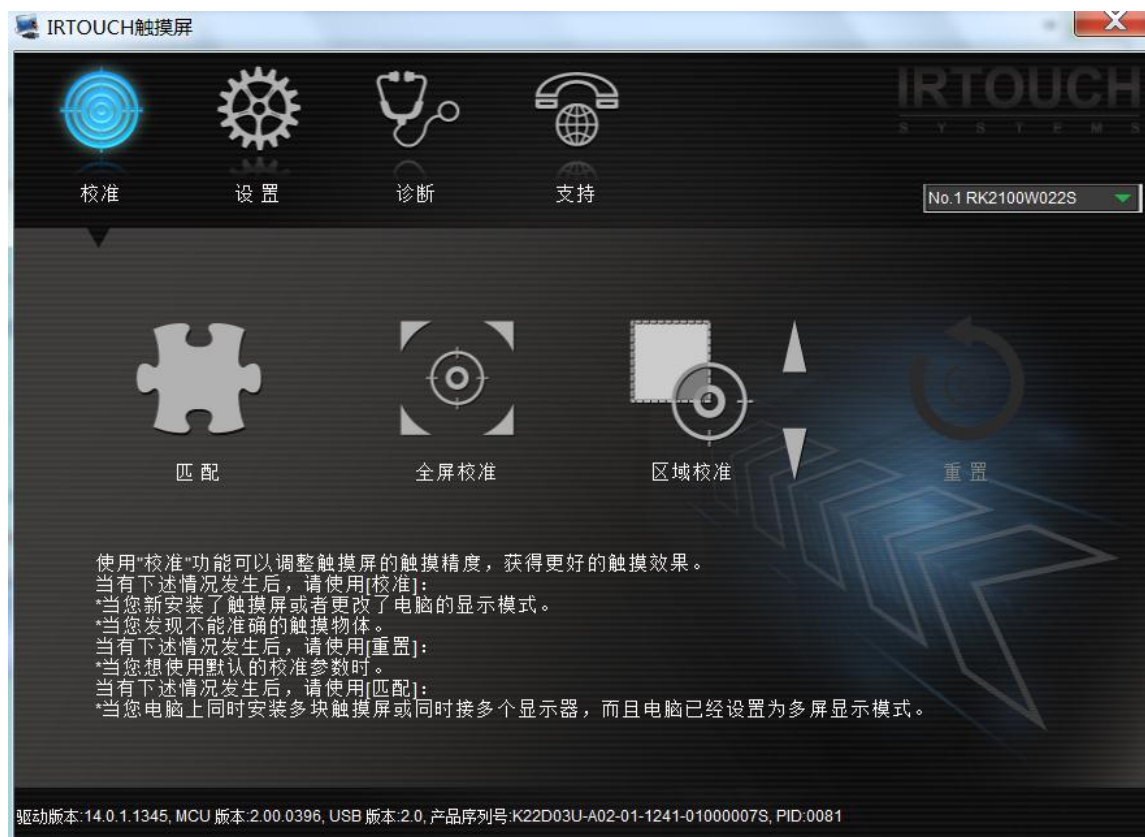 IRTOUCH触摸屏
IRTOUCH
SYSTEMS
校准
设置
诊断
支持
No.1 RK2100W022S
匹配
全屏校准
区域校准
重置
使用"校准"功能可以调整触摸屏的触摸精度，获得更好的触摸效果。
当有下述情况发生后，请使用[校准]：
*当您新安装了触摸屏或者更改了电脑的显示模式。
*当您发现不能准确的触摸物体。
当有下述情况发生后，请使用[重置]：
*当您想使用默认的校准参数时。
当有下述情况发生后，请使用[匹配]：
*当您电脑上同时安装多块触摸屏或同时接多个显示器，而且电脑已经设置为多屏显示模式。
驱动版本:14.0.1.1345, MCU 版本:2.00.0396, USB 版本:2.0, 产品序列号:K22D03U-A02-01-1241-01000007S, PID:0081